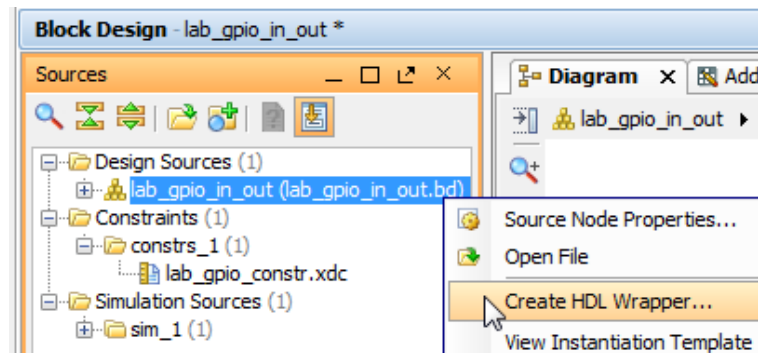 Block Design - lab_gpio_in_out *
Sources
Diagram
Add
lab_gpio_in_out
Design Sources (1)
lab_gpio_in_out (lab_gpio_in_out.bd)
Constraints (1)
constrs_1 (1)
lab_gpio_constr.xdc
Simulation Sources (1)
sim_1 (1)
Source Node Properties...
Open File
Create HDL Wrapper...
View Instantiation Template